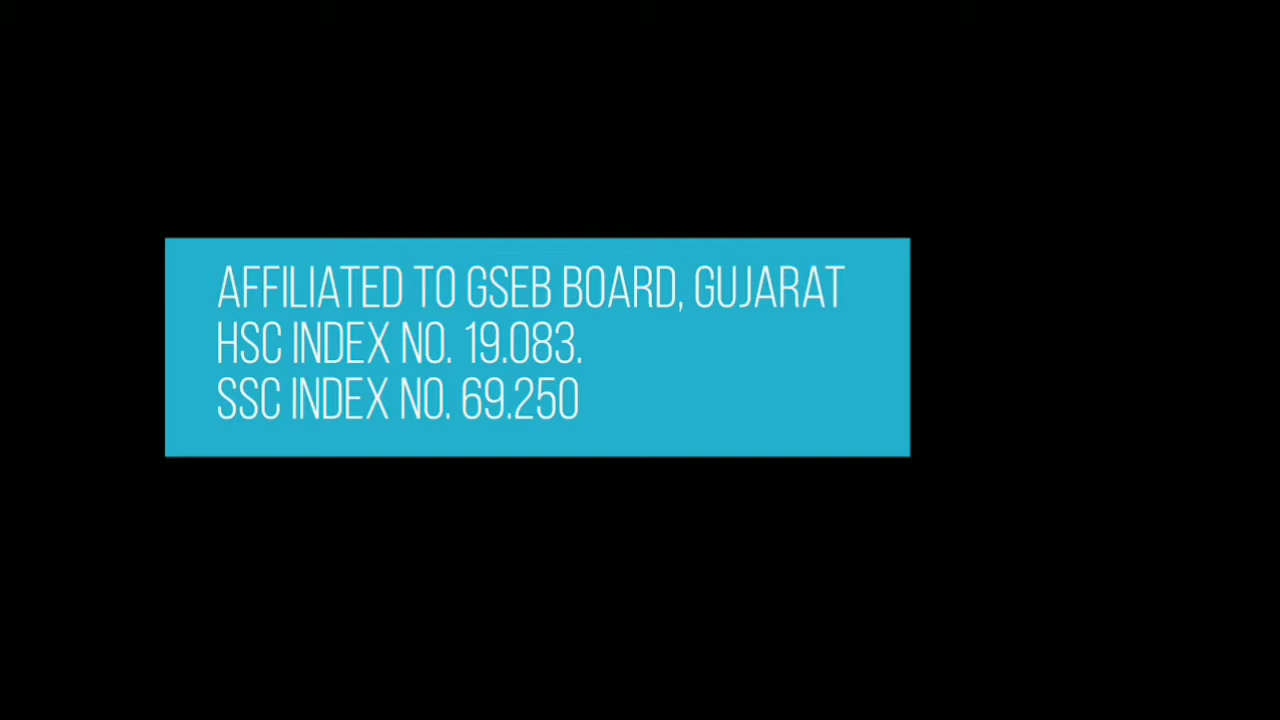 AFFILIATED TO GSEB BOARD, GUJARAT
HSC INDEX NO. 19.083.
SSC INDEX NO. 69.250